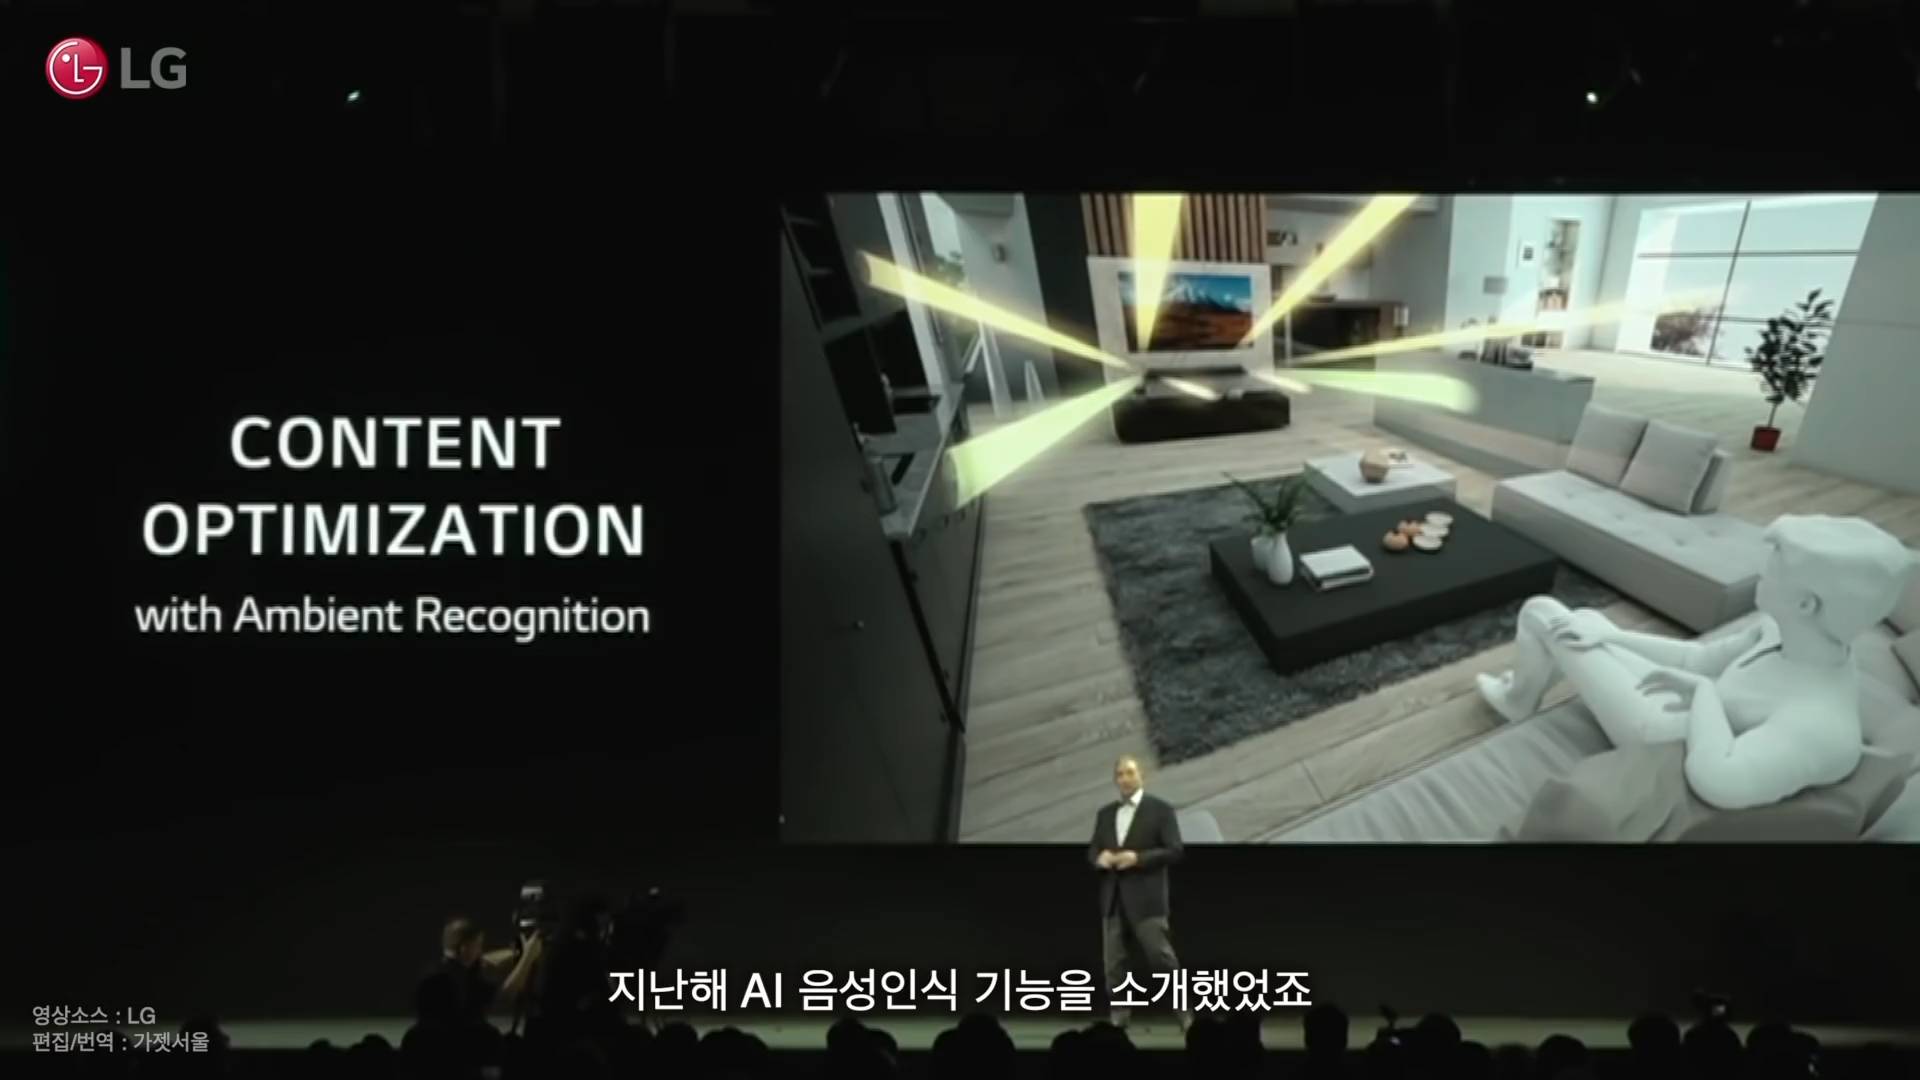 LG
CONTENT
OPTIMIZATION
with Ambient Recognition
지난해 AI 음성인식 기능을 소개했었죠
영상소스 : LG
편집/번역 : 가젯서울